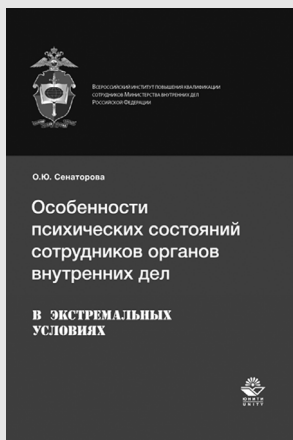 Всероссийский институт повышения квалификации
сотрудников Министерства внутренних дел
Российской Федерации
О.Ю. Сенаторова
Особенности
психических состояний
сотрудников органов
внутренних дел
В ЭКСТРЕМАЛЬНЫХ
УСЛОВИЯХ
ЮНИТИ
UNITY